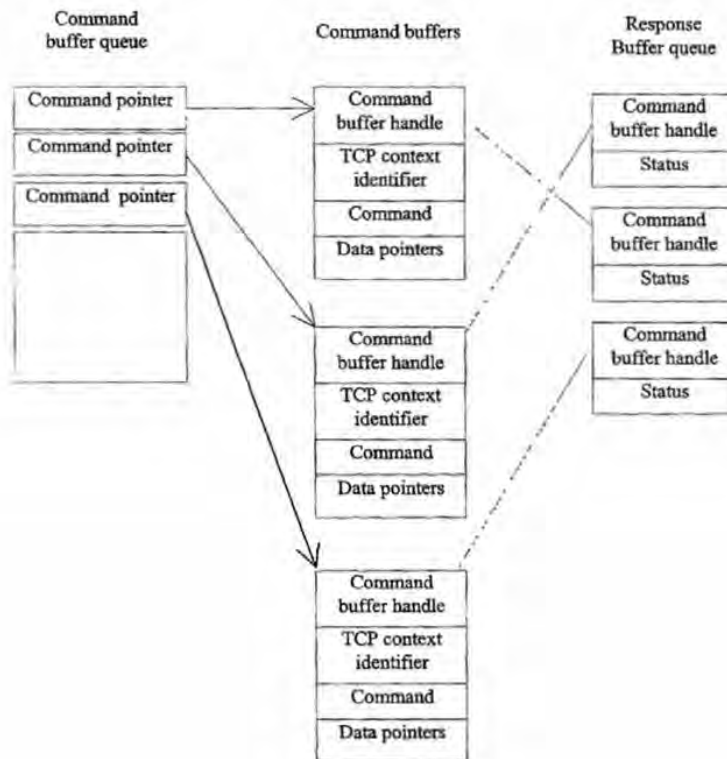 Command
buffer queue
Command buffers
Response
Buffer queue
Command pointer
Command pointer
Command pointer
Command
buffer handle
TCP context
identifier
Command
Data pointers
Command
buffer handle
TCP context
identifier
Command
Data pointers
Command
buffer handle
TCP context
identifier
Command
Data pointers
Command
buffer handle
Status
Command
buffer handle
Status
Command
buffer handle
Status